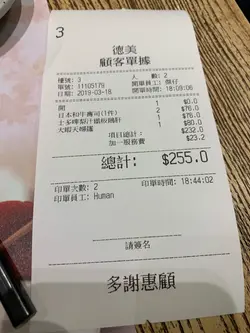 3
德美
顧客單據
檯號: 3 人 數: 2
單號: 11105179 開單員工: 傑仔
日期: 2019-03-16 開單時間: 18:09:06
開 1 $0.0
日本和牛壽司(1件) 2 $76.0
1 $76.0
大蝦天婦羅 1 $80.0
項目總計: $232.0
加一服務費 $23.2
總計: $255.0
印單次數: 2 印單時間: 18:44:02
印單員工: Human
請簽名
多謝惠顧